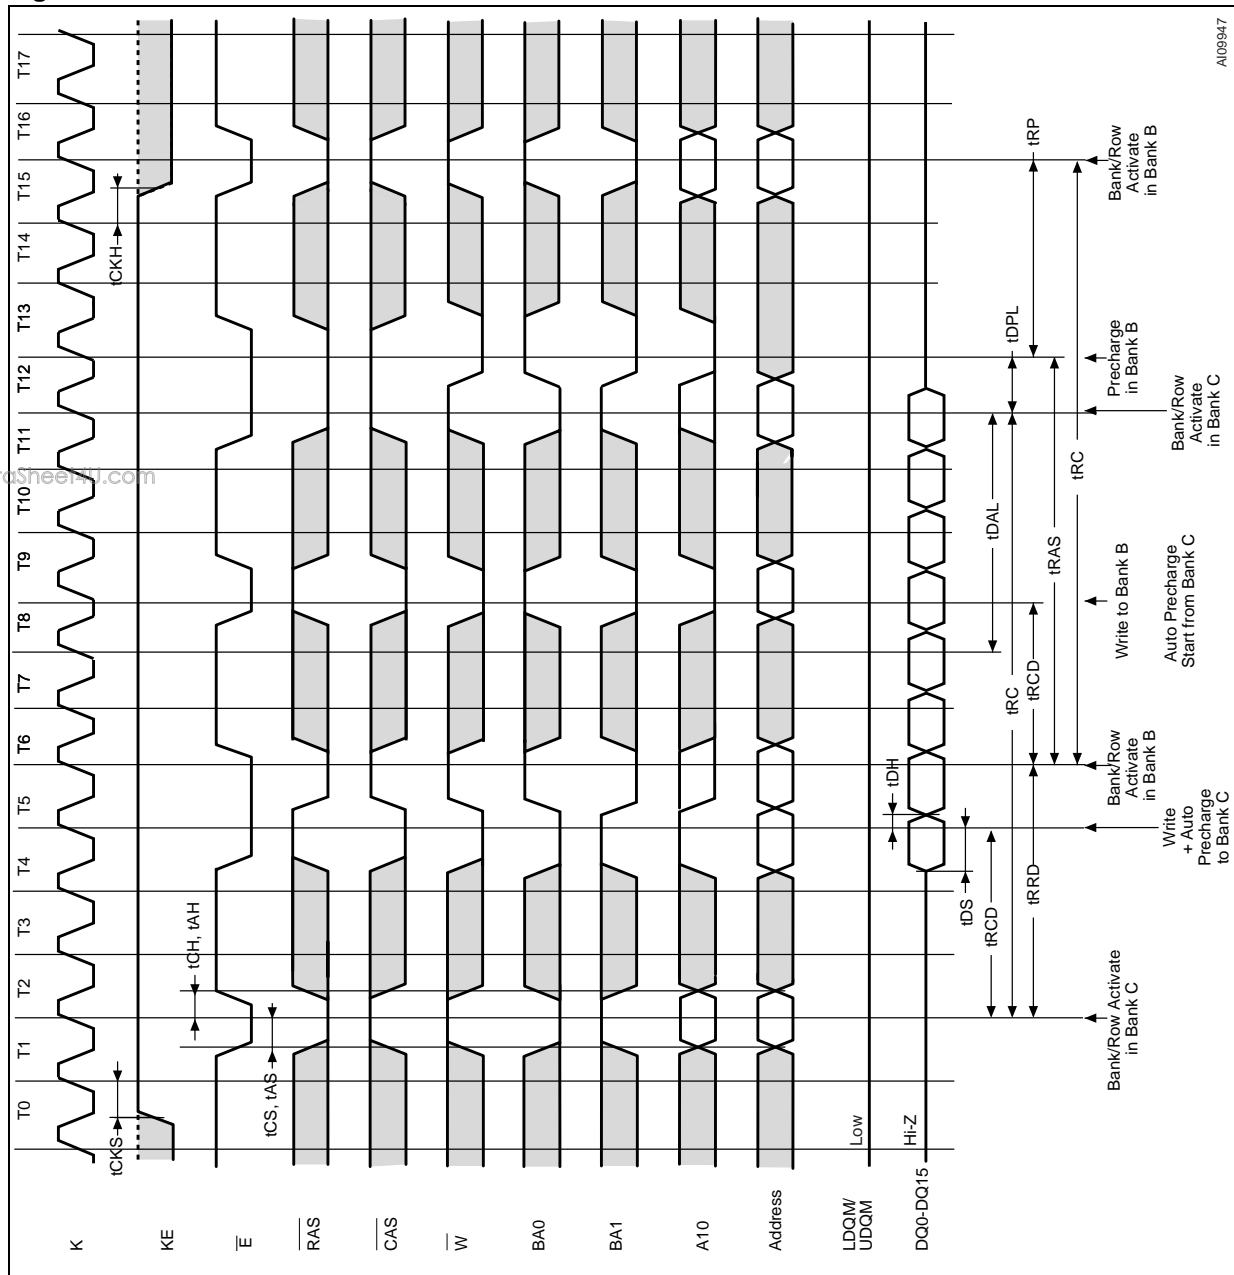 T0 T1 T2 T3 T4 T5 T6 T7 T8 T9 T10 T11 T12 T13 T14 T15 T16 T17
K
tCKS
tCKH
KE
tCH, tAH
E
tCS, tAS
RAS
CAS
W
BA0
BA1
A10
Address
LDQM/
UDQM
Low
DQ0-DQ15
Hi-Z
tDH
tDS
tRCD
tDAL
tRC
tDPL
tRRD
tRCD
tRP
tRAS
tRC
Bank/Row Activate
in Bank C
Write
+ Auto
Precharge
to Bank C
Bank/Row
Activate
in Bank B
Write to Bank B
Auto Precharge
Start from Bank C
Bank/Row
Activate
in Bank C
Precharge
in Bank B
Bank/Row
Activate
in Bank B
AI09947
aSheet4U.com